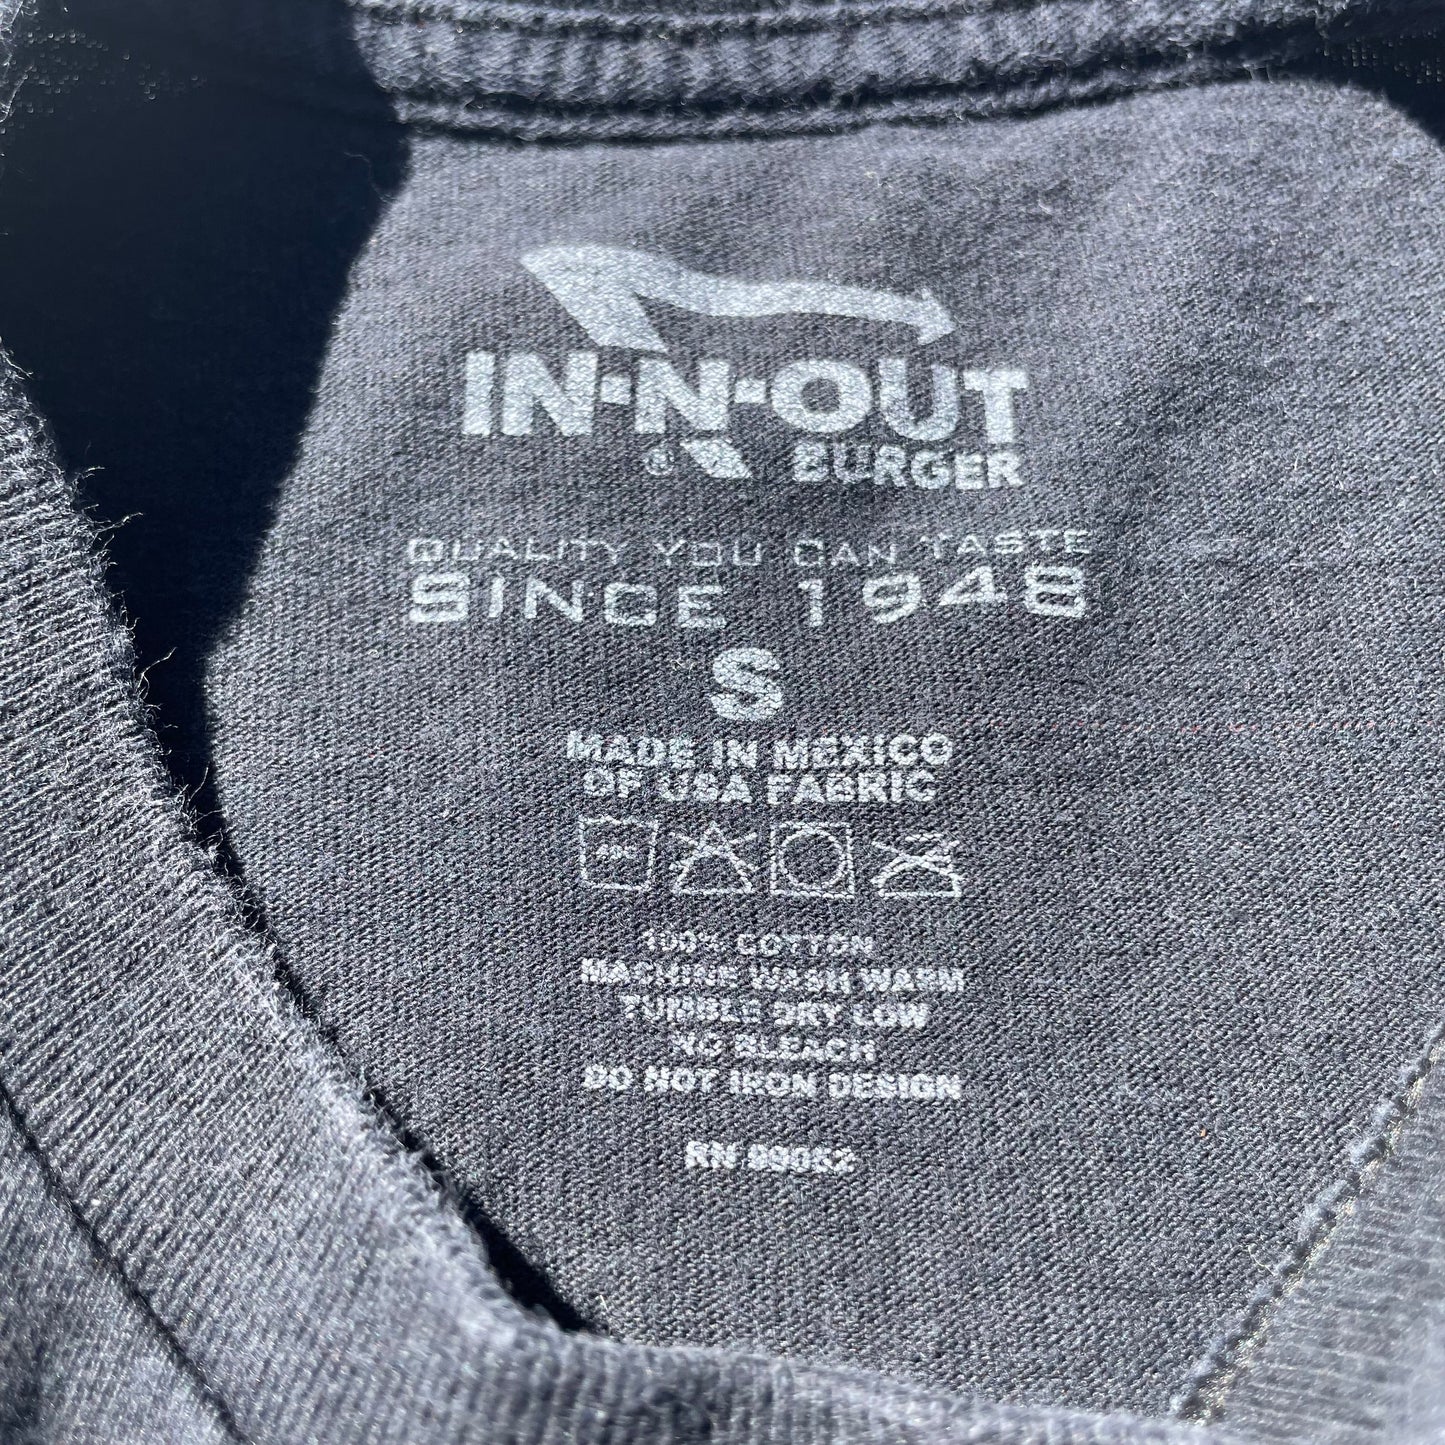 IN-N-OUT
® BURGER
QUALITY YOU CAN TASTE
SINCE 1948
S
MADE IN MEXICO
OF USA FABRIC
100% COTTON
MACHINE WASH WARM
TUMBLE DRY LOW
NO BLEACH
DO NOT IRON DESIGN
RN